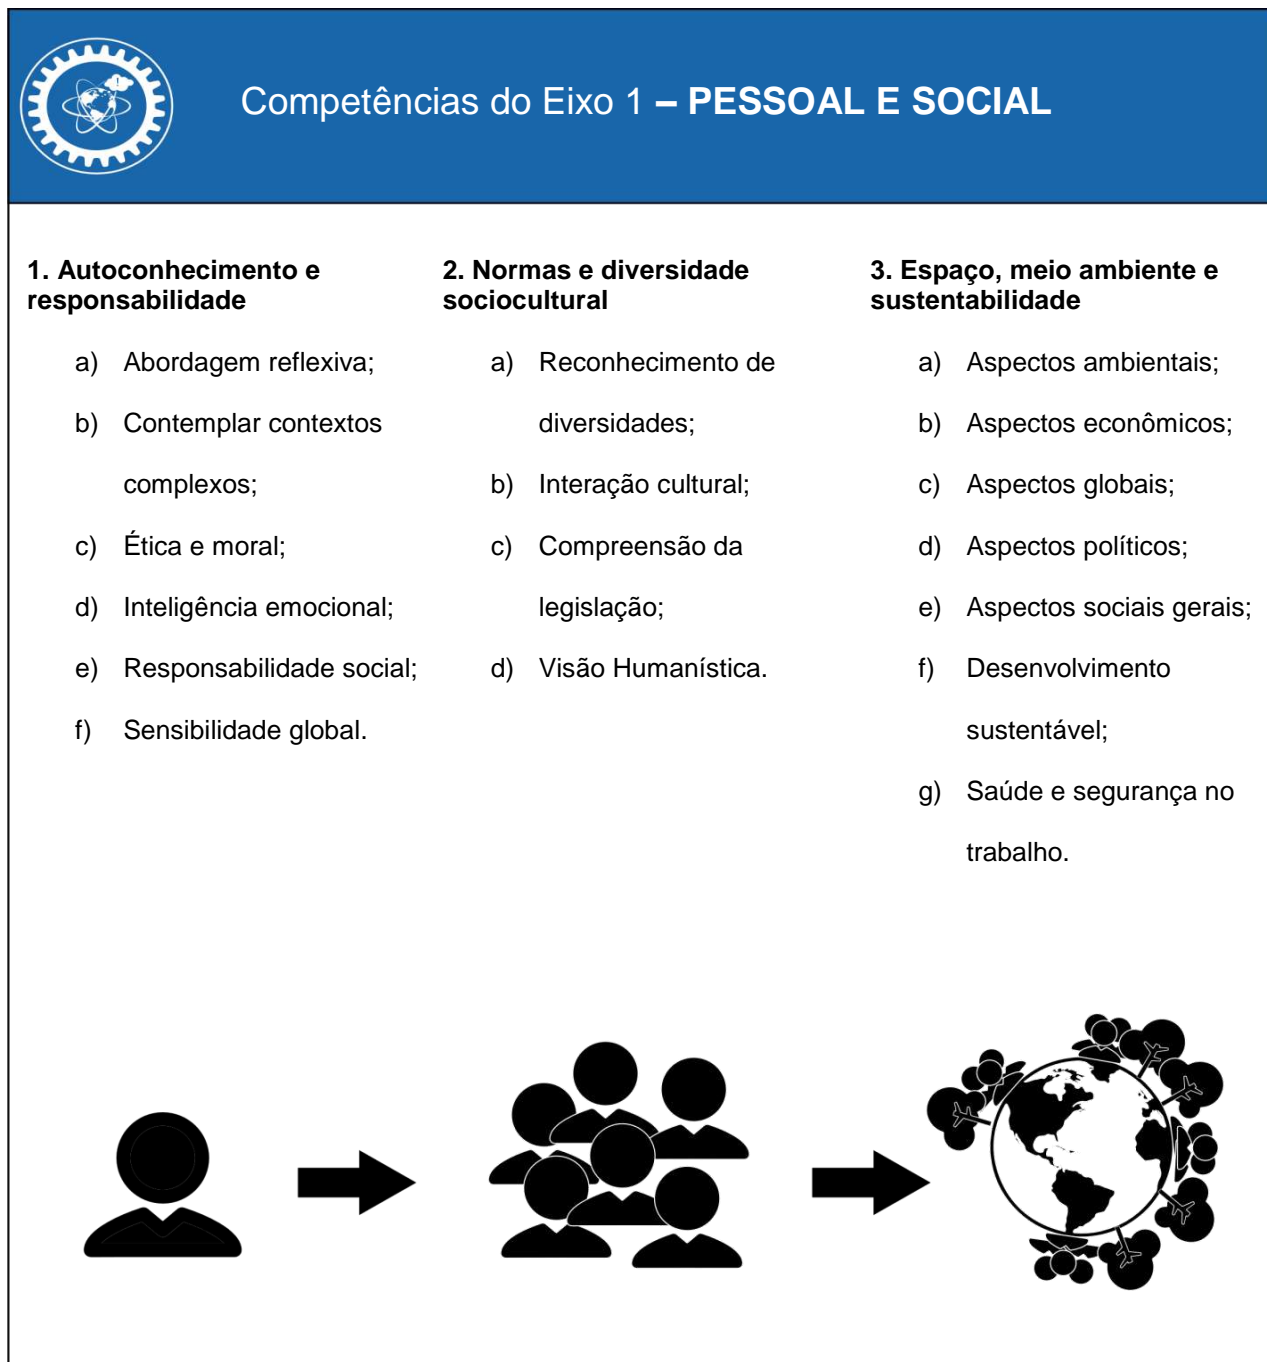 Competências do Eixo 1 – PESSOAL E SOCIAL
1. Autoconhecimento e
responsabilidade
a) Abordagem reflexiva;
b) Contemplar contextos
complexos;
c) Ética e moral;
d) Inteligência emocional;
e) Responsabilidade social;
f) Sensibilidade global.
2. Normas e diversidade
sociocultural
a) Reconhecimento de
diversidades;
b) Interação cultural;
c) Compreensão da
legislação;
d) Visão Humanística.
3. Espaço, meio ambiente e
sustentabilidade
a) Aspectos ambientais;
b) Aspectos econômicos;
c) Aspectos globais;
d) Aspectos políticos;
e) Aspectos sociais gerais;
f) Desenvolvimento
sustentável;
g) Saúde e segurança no
trabalho.